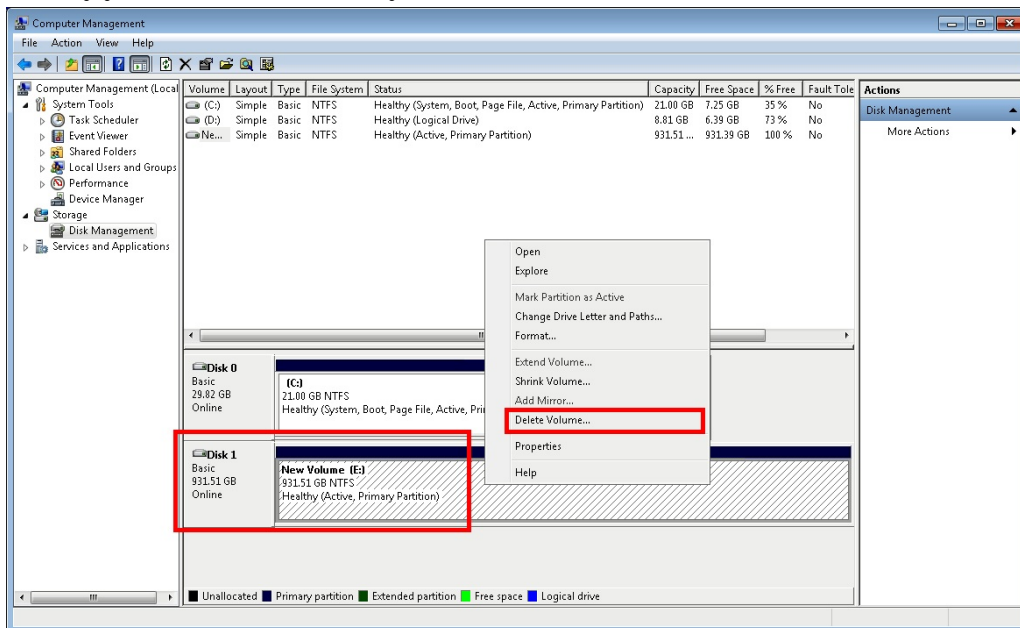 Computer Management
File Action View Help
Computer Management (Local
System Tools
Task Scheduler
Event Viewer
Shared Folders
Local Users and Groups
Performance
Device Manager
Storage
Disk Management
Services and Applications
Volume Layout Type File System Status Capacity Free Space % Free Fault Tole
(C:) Simple Basic NTFS Healthy (System, Boot, Page File, Active, Primary Partition) 21.00 GB 7.25 GB 35 % No
(D:) Simple Basic NTFS Healthy (Logical Drive) 8.81 GB 6.39 GB 73 % No
Ne... Simple Basic NTFS Healthy (Active, Primary Partition) 931.51 ... 931.39 GB 100 % No
Open
Explore
Mark Partition as Active
Change Drive Letter and Paths...
Format...
Extend Volume...
Shrink Volume...
Add Mirror...
Delete Volume...
Properties
Help
Disk 0
Basic
29.82 GB
Online
(C:)
21.00 GB NTFS
Healthy (System, Boot, Page File, Active, Pri
Disk 1
Basic
931.51 GB
Online
New Volume (E:)
931.51 GB NTFS
Healthy (Active, Primary Partition)
Unallocated Primary partition Extended partition Free space Logical drive
Actions
Disk Management
More Actions